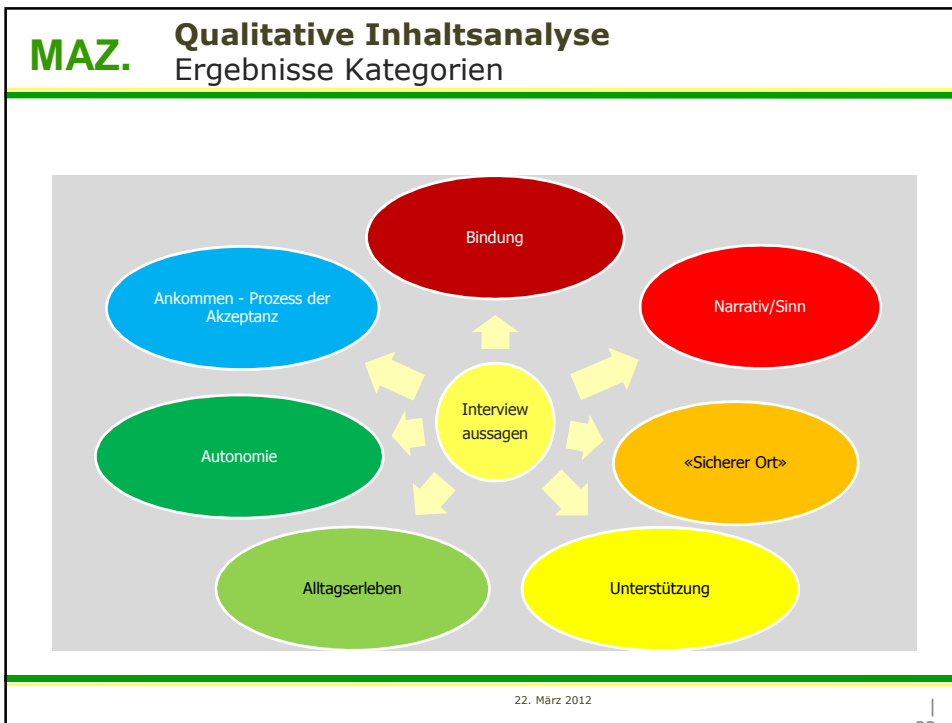 MAZ.
Qualitative Inhaltsanalyse
Ergebnisse Kategorien
Bindung
Ankommen - Prozess der
Akzeptanz
Narrativ/Sinn
Interview
aussagen
Autonomie
«Sicherer Ort»
Alltagserleben
Unterstützung
22. März 2012
|